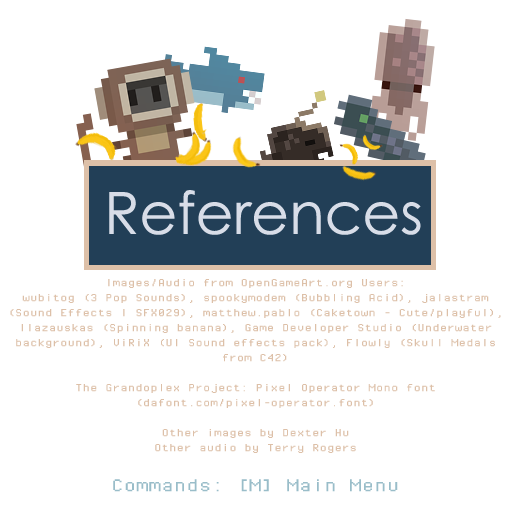 References
Images/Audio from OpenGameArt.org Users:
wubitog (3 Pop Sounds), spookymodem (Bubbling Acid), jalastram
(Sound Effects | SFX029), matthew.pablo (Caketown - Cute/playful),
llazauskas (Spinning banana), Game Developer Studio (Underwater
background), ViRiX (UI Sound effects pack), Flowly (Skull Medals
from C42)
The Grandoplex Project: Pixel Operator Mono font
(dafont.com/pixel-operator.font)
Other images by Dexter Hu
Other audio by Terry Rogers
Commands: [M] Main Menu